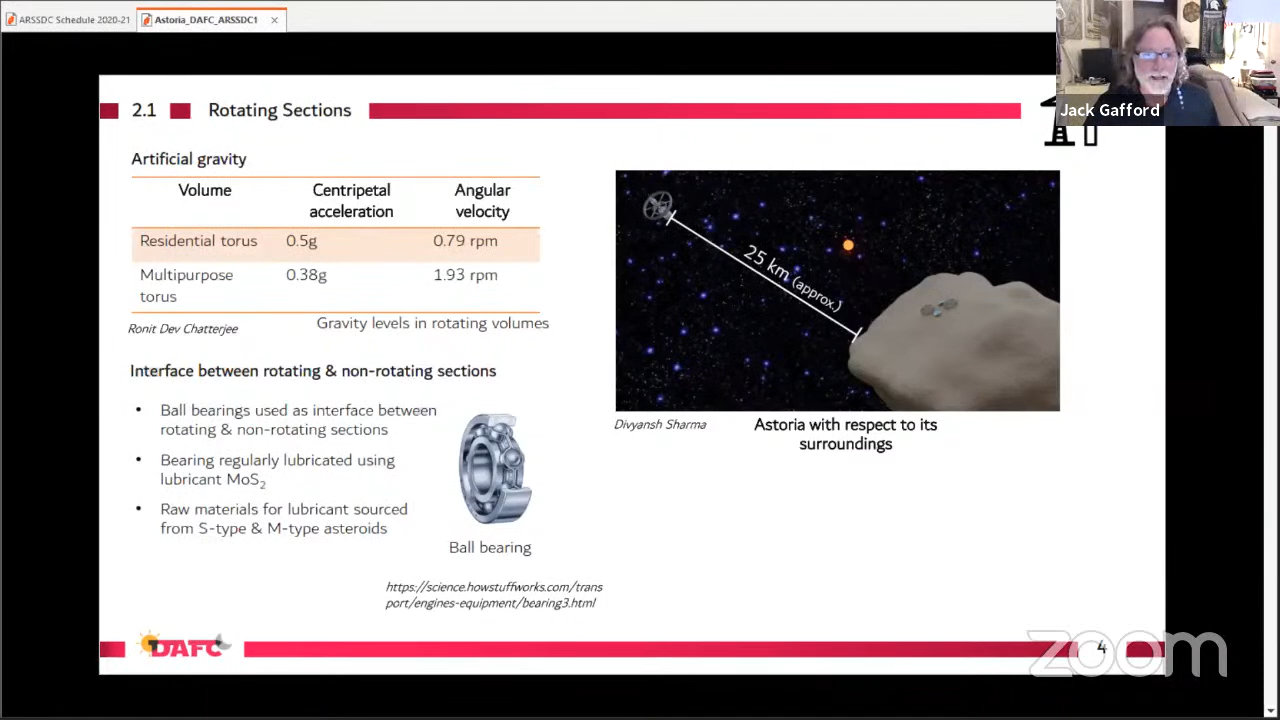 ARSSDC Schedule 2020-21
Astoria_DAFC_ARSSDC1
Jack Gafford
2.1 Rotating Sections
Artificial gravity
Volume Centripetal acceleration Angular velocity
Residential torus 0.5g 0.79 rpm
Multipurpose torus 0.38g 1.93 rpm
Ronit Dev Chatterjee
Gravity levels in rotating volumes
Interface between rotating & non-rotating sections
• Ball bearings used as interface between
rotating & non-rotating sections
• Bearing regularly lubricated using
lubricant MoS2
• Raw materials for lubricant sourced
from S-type & M-type asteroids
Ball bearing
https://science.howstuffworks.com/trans
port/engines-equipment/bearing3.html
25 km (approx.)
Divyansh Sharma
Astoria with respect to its
surroundings
DAFC
4
zoom